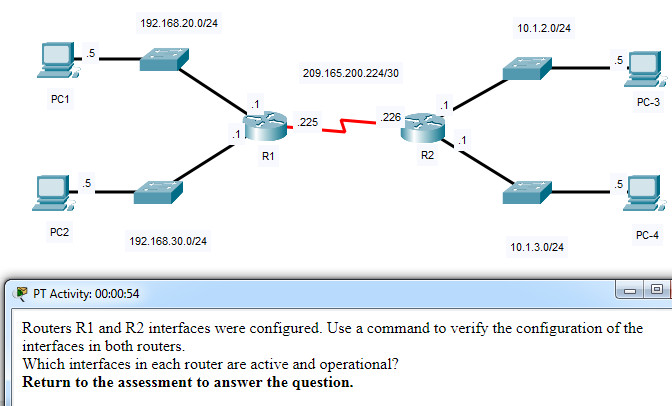 192.168.20.0/24
10.1.2.0/24
.5
.5
209.165.200.224/30
PC1
PC-3
.1
.1
.225
.226
.1
.1
R1
R2
.5
.5
PC2
PC-4
192.168.30.0/24
10.1.3.0/24
PT Activity: 00:00:54
Routers R1 and R2 interfaces were configured. Use a command to verify the configuration of the
interfaces in both routers.
Which interfaces in each router are active and operational?
Return to the assessment to answer the question.